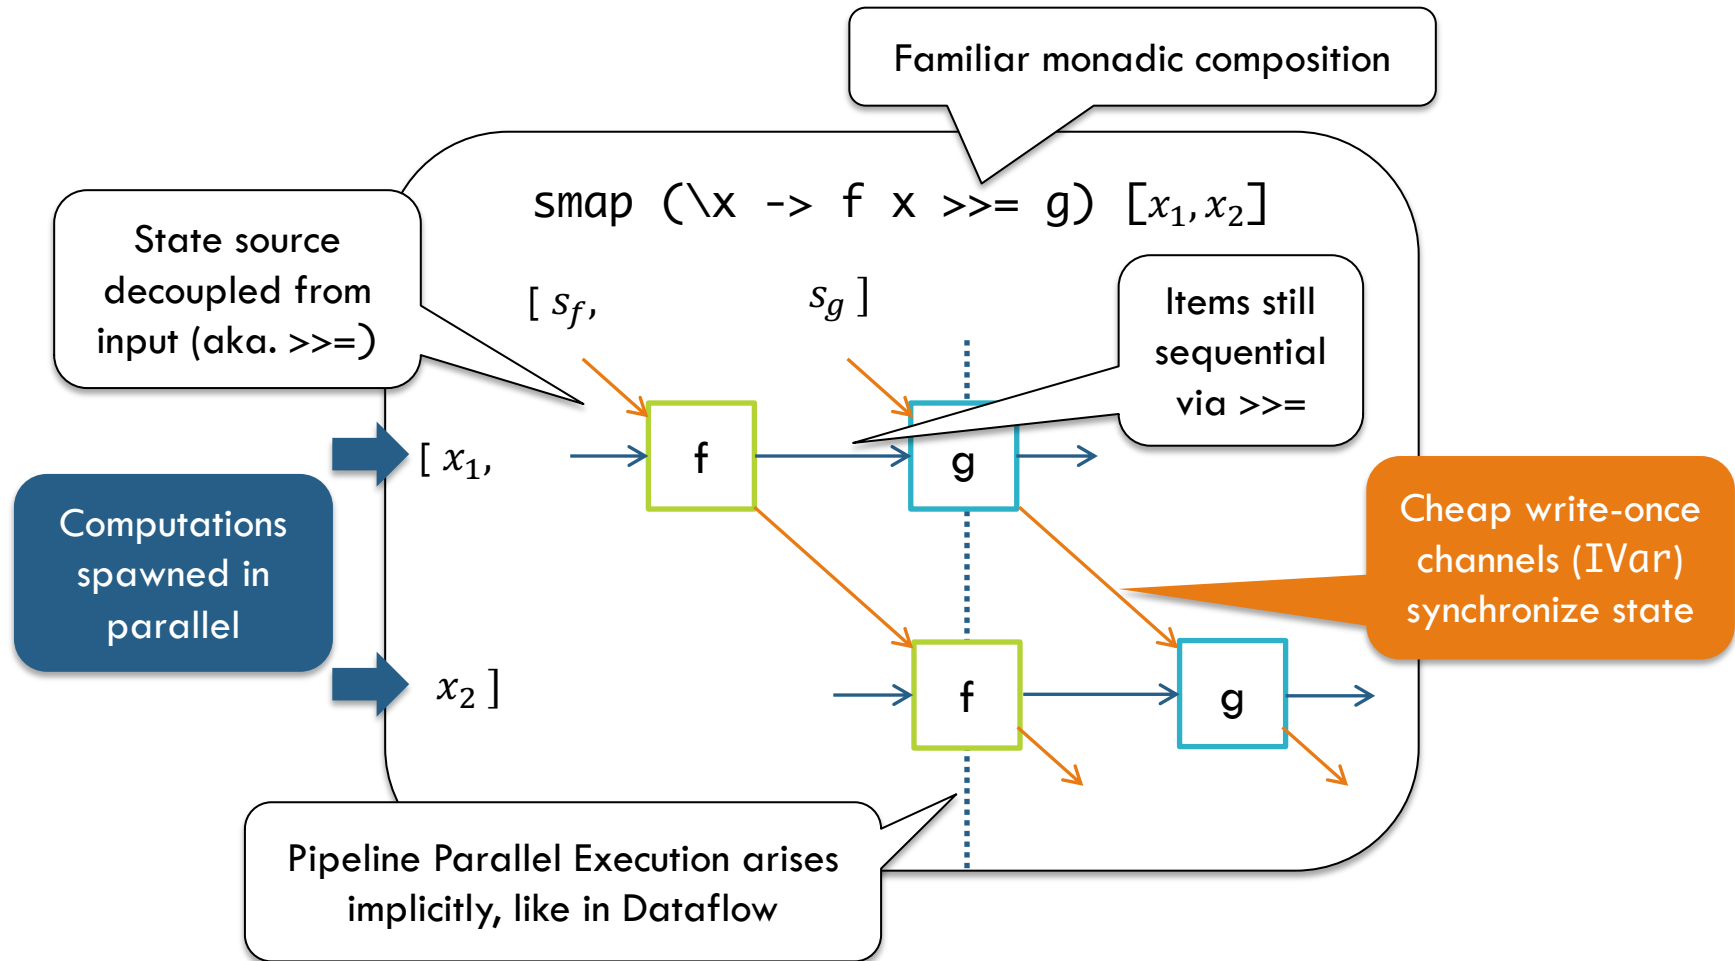 Familiar monadic composition
smap (\x -> f x >>= g) [x₁, x₂]
State source
decoupled from
input (aka. >>=)
[ s_f,
s_g ]
Items still
sequential
via >>=
f
g
[ x₁,
Computations
spawned in
parallel
Cheap write-once
channels (IVar)
synchronize state
x₂ ]
f
g
Pipeline Parallel Execution arises
implicitly, like in Dataflow